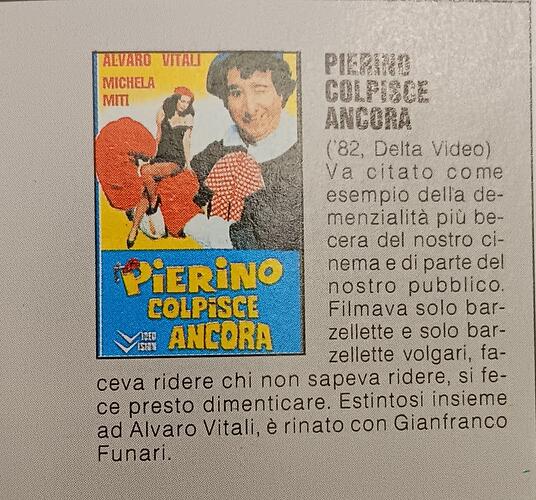 ALVARO VITALI
MICHELA
MITI
PIERINO
COLPISCE
ANCORA
VIDEO
VISION
PIERINO
COLPISCE
ANCORA
('82, Delta Video)
Va citato come
esempio della de-
menzialità più be-
cera del nostro ci-
nema e di parte del
nostro pubblico.
Filmava solo bar-
zellette e solo bar-
zellette volgari, fa-
ceva ridere chi non sapeva ridere, si fe-
ce presto dimenticare. Estintosi insieme
ad Alvaro Vitali, è rinato con Gianfranco
Funari.